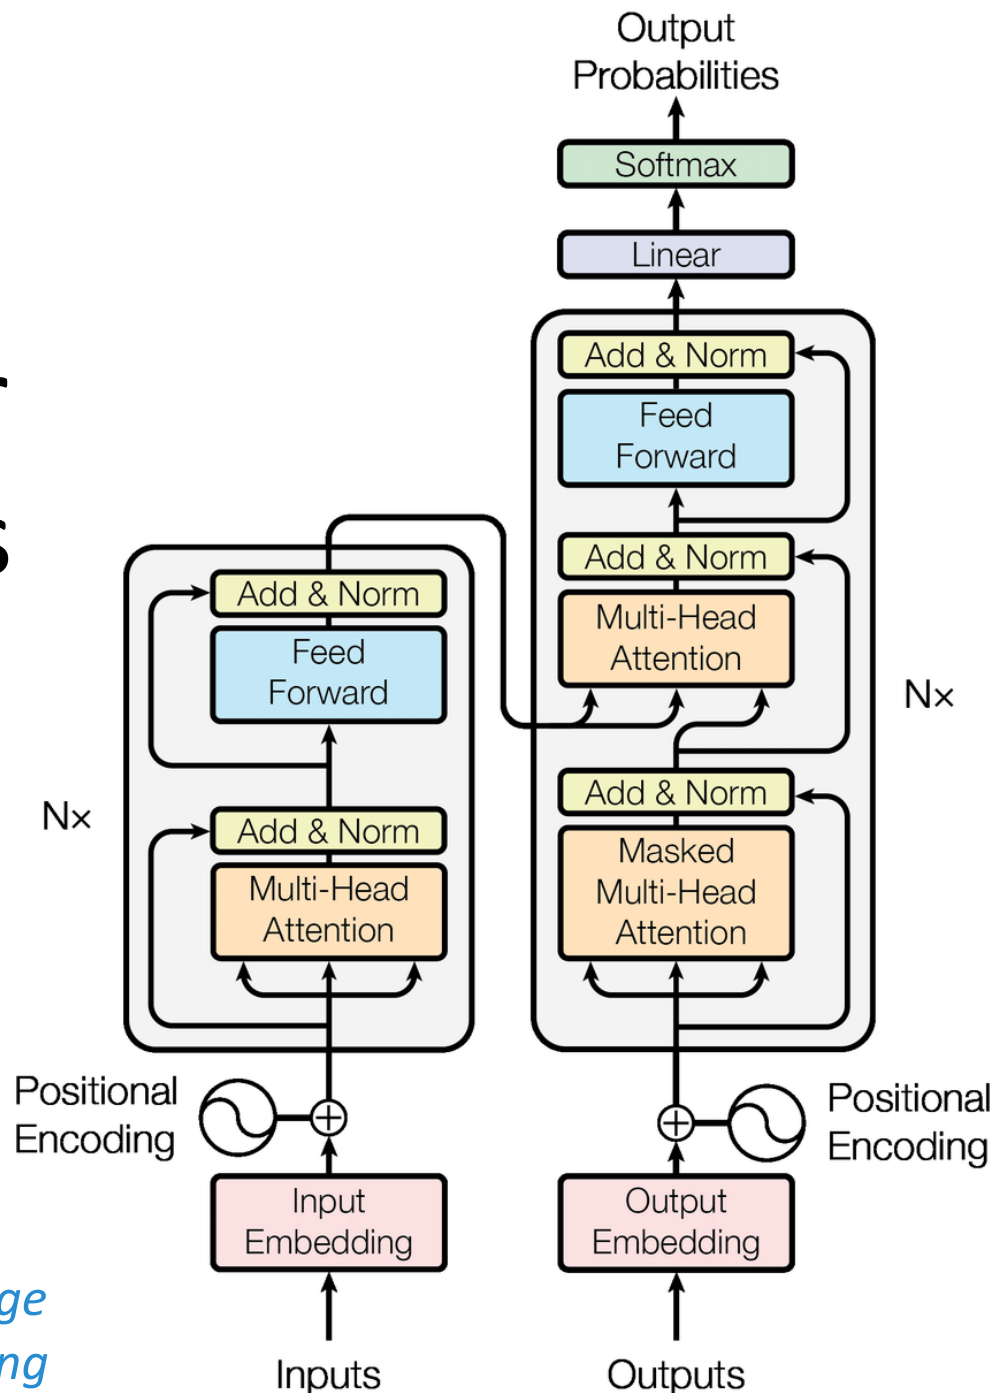 Output
Probabilities
Softmax
Linear
Add & Norm
Feed
Forward
Add & Norm
Multi-Head
Attention
Nx
Add & Norm
Masked
Multi-Head
Attention
Add & Norm
Feed
Forward
Nx
Add & Norm
Multi-Head
Attention
Positional
Encoding
Positional
Encoding
Input
Embedding
Output
Embedding
Inputs
Outputs